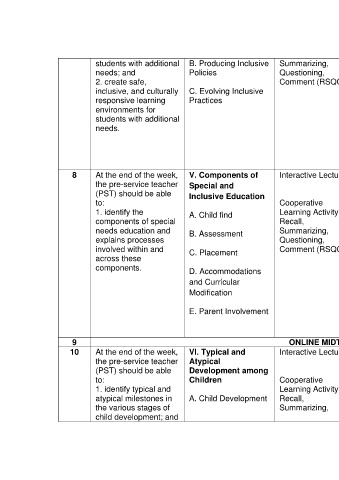 students with additional
needs; and
2. create safe,
inclusive, and culturally
responsive learning
environments for
students with additional
needs.
B. Producing Inclusive
Policies
C. Evolving Inclusive
Practices
Summarizing,
Questioning,
Comment (RSQC
8
At the end of the week,
the pre-service teacher
(PST) should be able
to:
1. identify the
components of special
needs education and
explains processes
involved within and
across these
components.
V. Components of
Special and
Inclusive Education
A. Child find
B. Assessment
C. Placement
D. Accommodations
and Curricular
Modification
E. Parent Involvement
Interactive Lectu
Cooperative
Learning Activity
Recall,
Summarizing,
Questioning,
Comment (RSQC
9
ONLINE MIDT
10
At the end of the week,
the pre-service teacher
(PST) should be able
to:
1. identify typical and
atypical milestones in
the various stages of
child development; and
VI. Typical and
Atypical
Development among
Children
A. Child Development
Interactive Lectu
Cooperative
Learning Activity
Recall,
Summarizing,